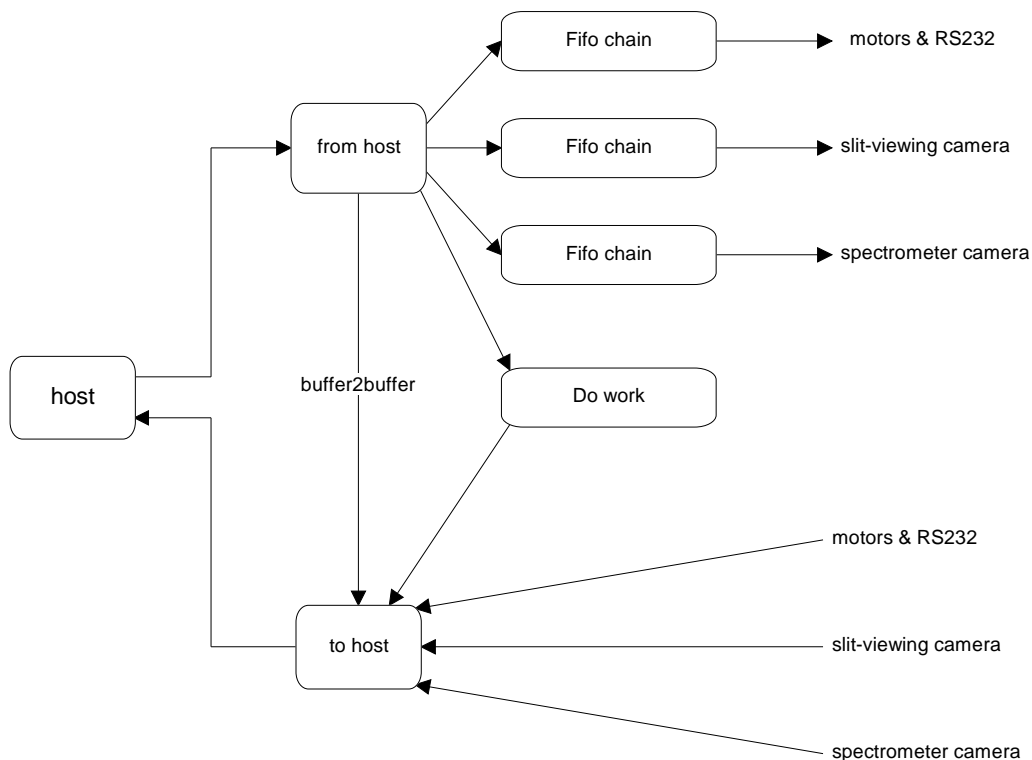 Fifo chain
motors & RS232
from host
Fifo chain
slit-viewing camera
Fifo chain
spectrometer camera
host
buffer2buffer
Do work
motors & RS232
to host
slit-viewing camera
spectrometer camera